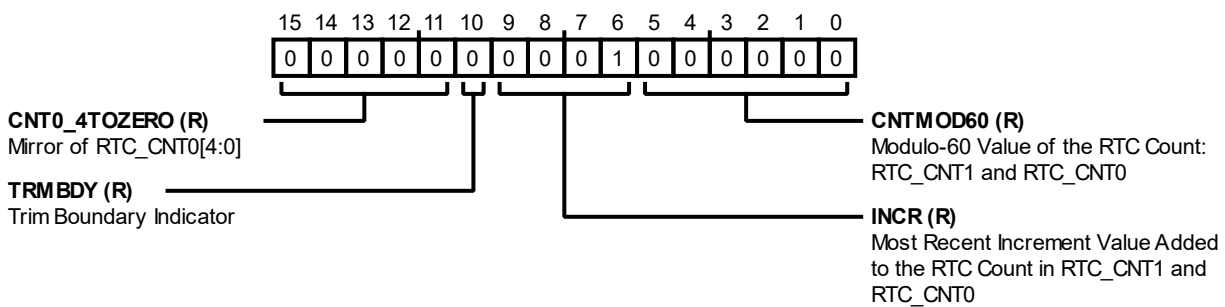 15 14 13 12 11 10 9 8 7 6 5 4 3 2 1 0
0 0 0 0 0 0 0 0 0 1 0 0 0 0 0 0
CNT0_4TOZERO (R)
Mirror of RTC_CNT0[4:0]
TRMBDY (R)
Trim Boundary Indicator
CNTMOD60 (R)
Modulo-60 Value of the RTC Count:
RTC_CNT1 and RTC_CNT0
INCR (R)
Most Recent Increment Value Added
to the RTC Count in RTC_CNT1 and
RTC_CNT0